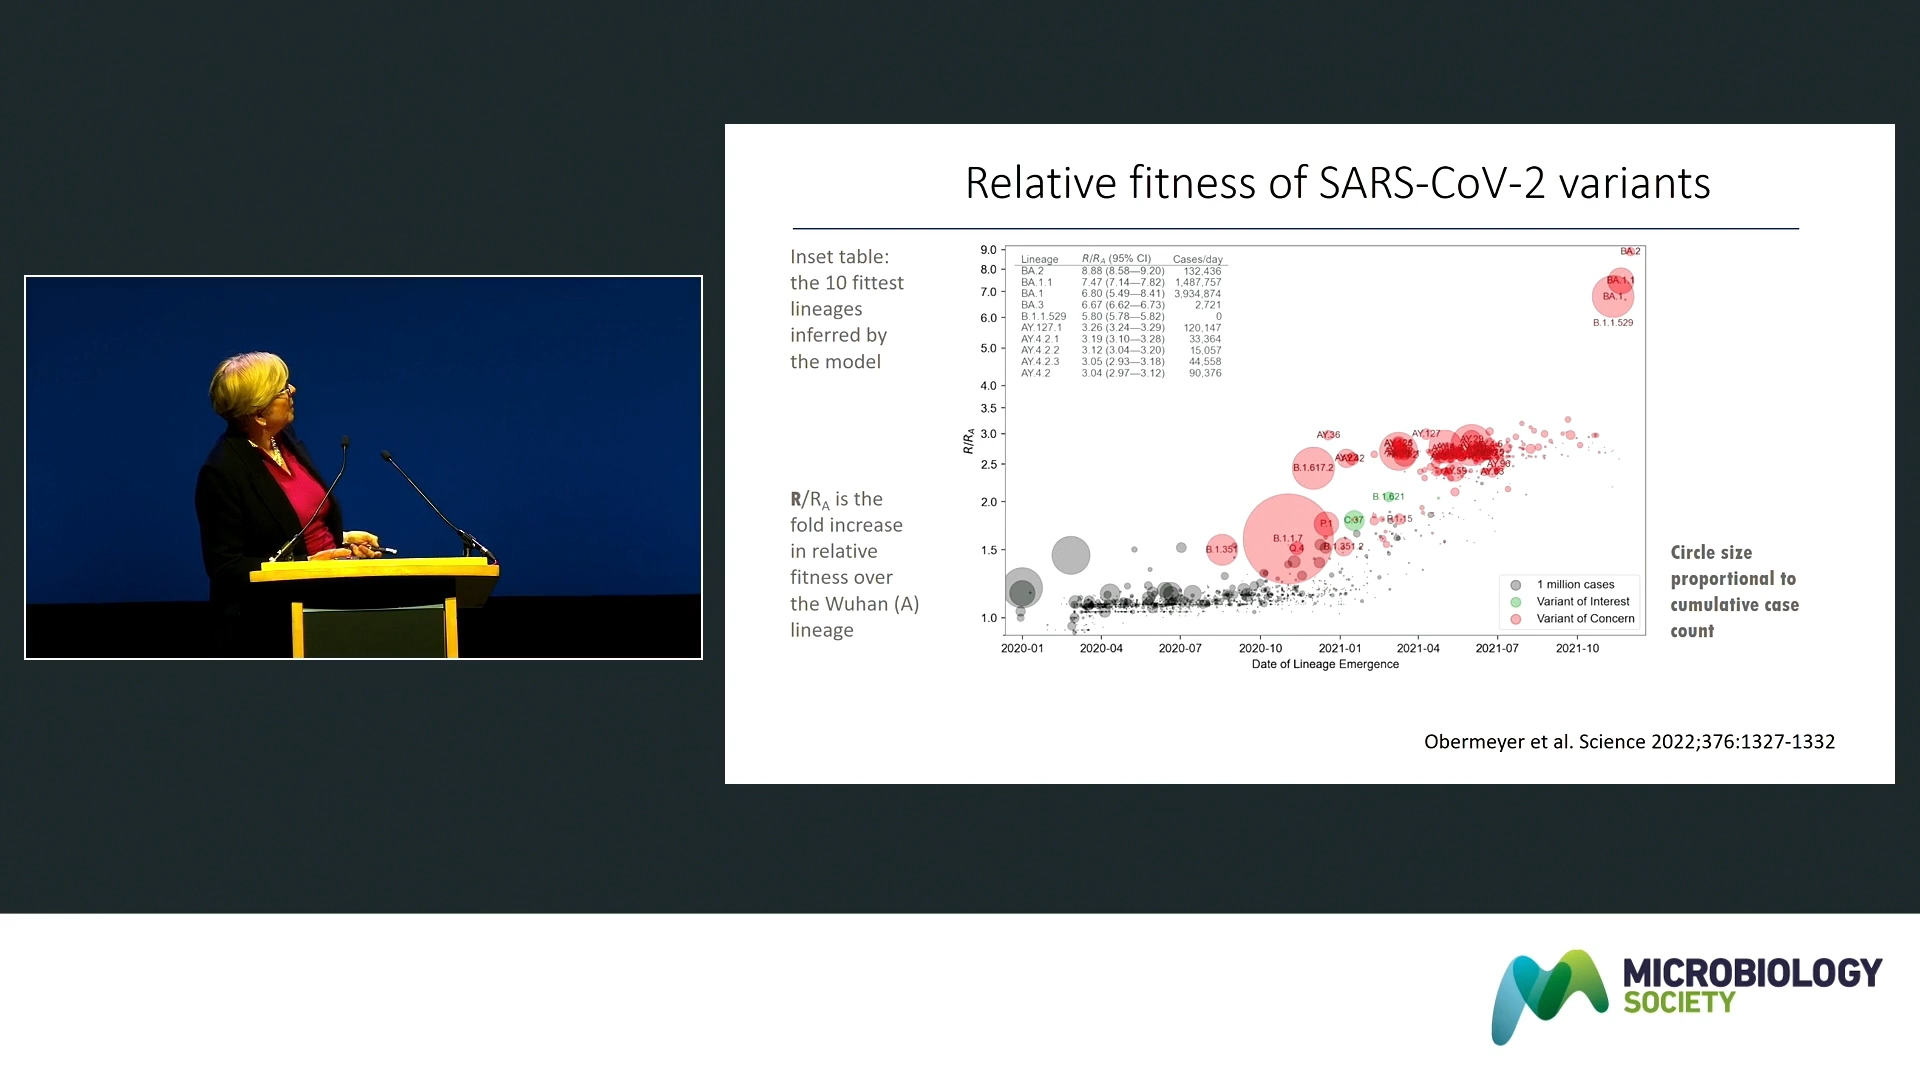 Relative fitness of SARS-CoV-2 variants
Inset table:
the 10 fittest
lineages
inferred by
the model
R/RA is the
fold increase
in relative
fitness over
the Wuhan (A)
lineage
Lineage R/RA (95% CI) Cases/day
BA.2 8.88 (8.58—9.20) 132,436
BA.1.1 7.47 (7.14—7.82) 1,487,757
BA.1 6.80 (5.49—8.41) 3,934,874
BA.3 6.67 (6.62—6.73) 2,721
B.1.1.529 5.80 (5.78—5.82) 0
AY.127.1 3.26 (3.24—3.29) 120,147
AY.4.2.1 3.19 (3.10—3.28) 33,364
AY.4.2.2 3.12 (3.04—3.20) 15,057
AY.4.2.3 3.05 (2.93—3.18) 44,558
AY.4.2 3.04 (2.97—3.12) 90,376
R/RA
9.0
8.0
7.0
6.0
5.0
4.0
3.5
3.0
2.5
2.0
1.5
1.0
BA.2
BA.1.1
BA.1
B.1.1.529
AY.36
AY.127
B.1.617.2
B.1.621
C.37
P.1
B.1.1.7
Q.4
B.1.351
B.1.351.2
1 million cases
Variant of Interest
Variant of Concern
2020-01 2020-04 2020-07 2020-10 2021-01 2021-04 2021-07 2021-10
Date of Lineage Emergence
Circle size
proportional to
cumulative case
count
Obermeyer et al. Science 2022;376:1327-1332
MICROBIOLOGY
SOCIETY